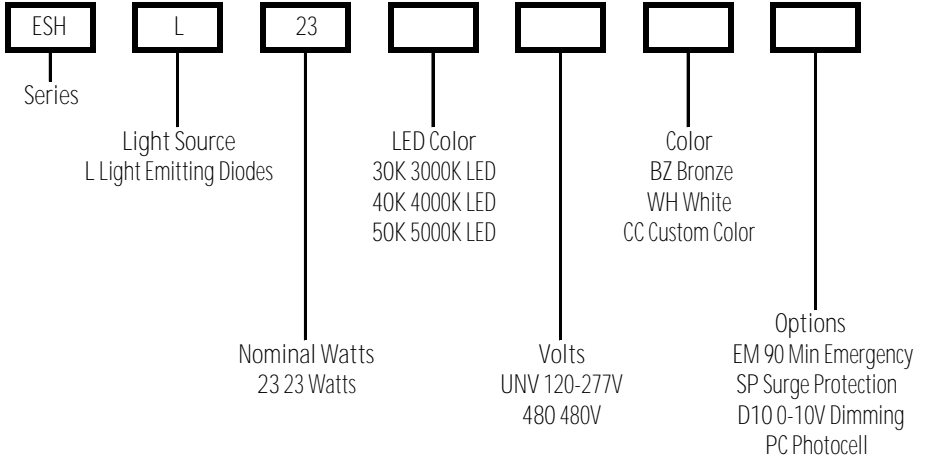 ESH
L
23
Series
Light Source
L Light Emitting Diodes
LED Color
30K 3000K LED
40K 4000K LED
50K 5000K LED
Color
BZ Bronze
WH White
CC Custom Color
Nominal Watts
23 23 Watts
Volts
UNV 120-277V
480 480V
Options
EM 90 Min Emergency
SP Surge Protection
D10 0-10V Dimming
PC Photocell